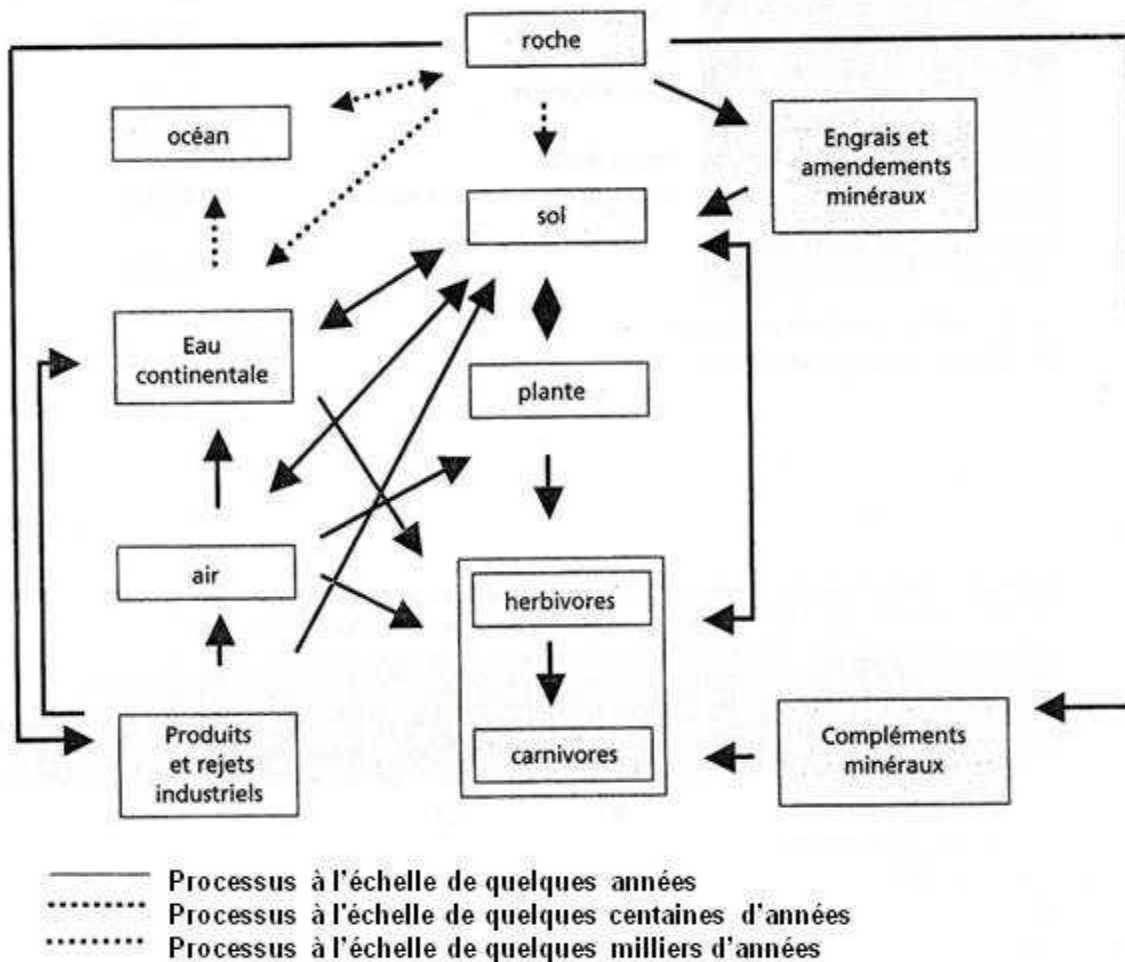 roche
océan
Engrais et
amendements
minéraux
sol
Eau
continentale
plante
air
herbivores
Produits
et rejets
industriels
carnivores
Compléments
minéraux
Processus à l'échelle de quelques années
Processus à l'échelle de quelques centaines d'années
Processus à l'échelle de quelques milliers d'années